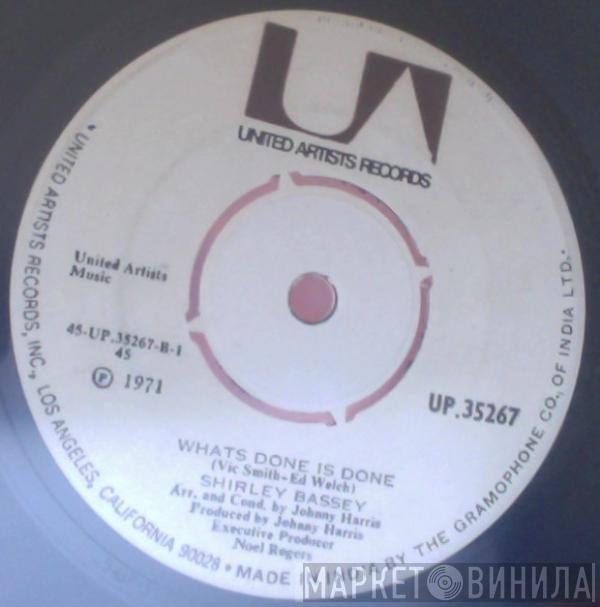 UA
UNITED ARTISTS RECORDS
United Artists
Music
45-UP.35267-B-1
45
℗ 1971
UP.35267
WHATS DONE IS DONE
(Vic Smith-Ed Welch)
SHIRLEY BASSEY
Arr. and Cond. by Johnny Harris
Produced by Johnny Harris
Executive Producer
Noel Rogers
• UNITED ARTISTS RECORDS, INC., LOS ANGELES, CALIFORNIA 90028 • MADE IN INDIA BY THE GRAMOPHONE CO. OF INDIA LTD. •
МАРКЕТ ВИНИЛА